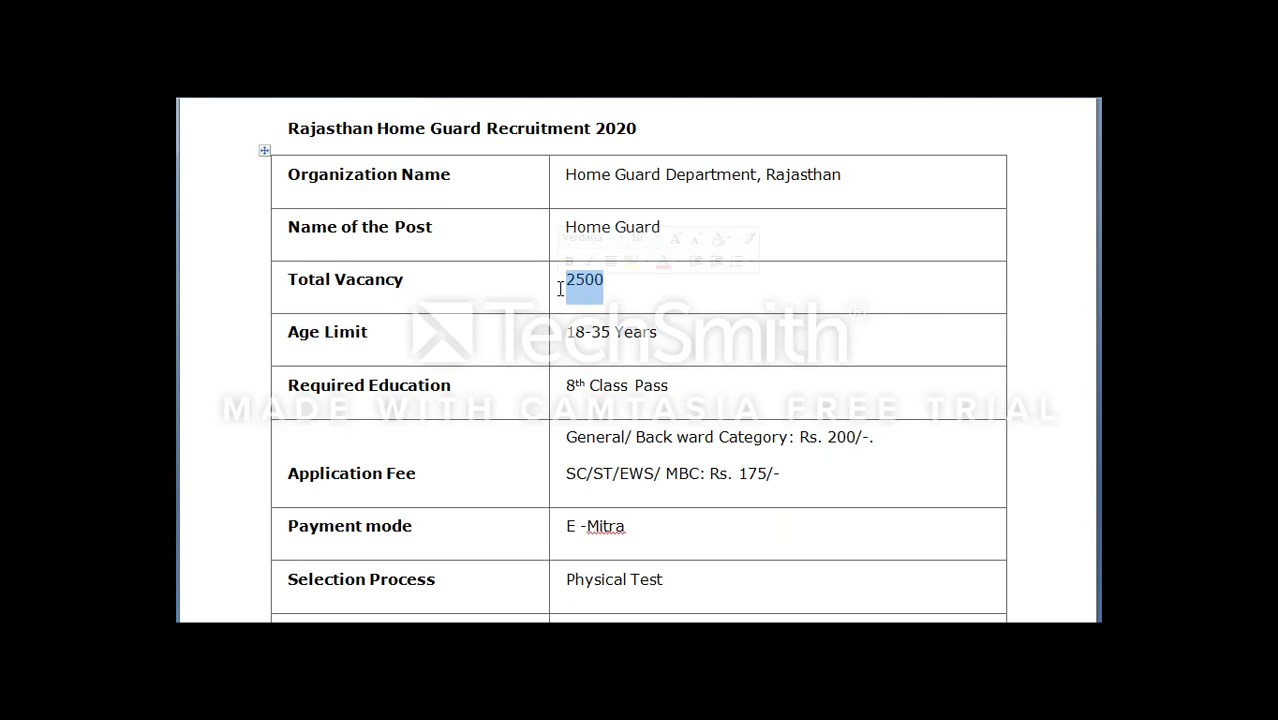 Rajasthan Home Guard Recruitment 2020
Organization Name Home Guard Department, Rajasthan
Name of the Post Home Guard
Verdana 10
Total Vacancy 2500
TechSmith®
Age Limit 18-35 Years
Required Education 8th Class Pass
MADE WITH CAMTASIA FREE TRIAL
General/ Back ward Category: Rs. 200/-.
Application Fee SC/ST/EWS/ MBC: Rs. 175/-
Payment mode E -Mitra
Selection Process Physical Test